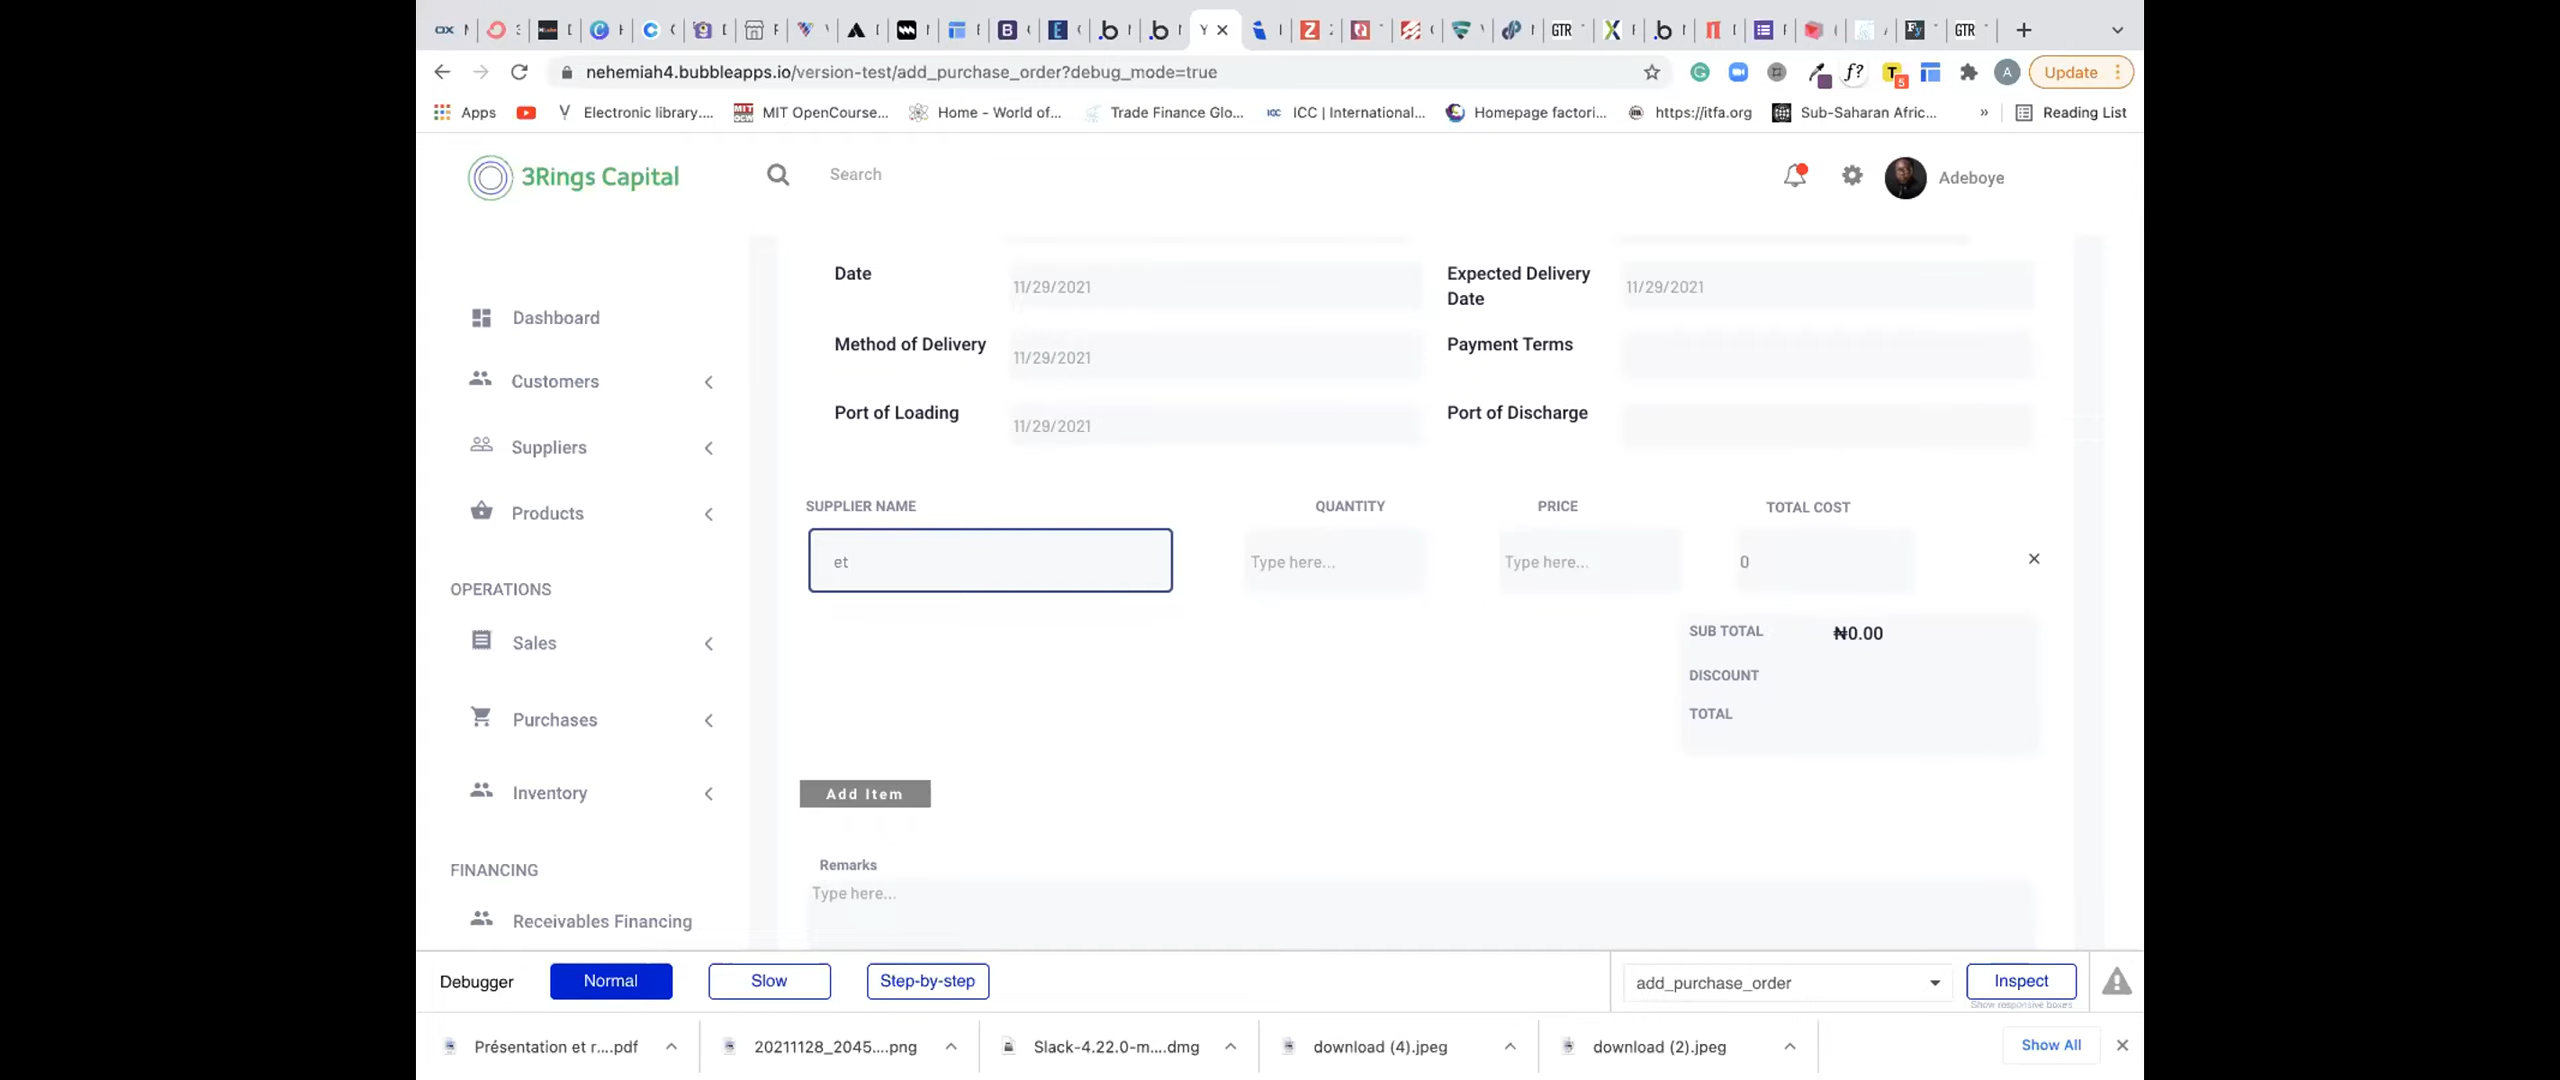 nehemiah4.bubbleapps.io/version-test/add_purchase_order?debug_mode=true
Update
Apps
Electronic library....
MIT OpenCourse...
Home - World of...
Trade Finance Glo...
ICC | International...
Homepage factori...
https://itfa.org
Sub-Saharan Afric...
»
Reading List
3Rings Capital
Search
Adeboye
Date
11/29/2021
Expected Delivery
Date
11/29/2021
Dashboard
Method of Delivery
11/29/2021
Payment Terms
Customers
Port of Loading
11/29/2021
Port of Discharge
Suppliers
Products
SUPPLIER NAME
QUANTITY
PRICE
TOTAL COST
et
Type here...
Type here...
0
OPERATIONS
Sales
SUB TOTAL
₦0.00
DISCOUNT
TOTAL
Purchases
Inventory
Add Item
FINANCING
Remarks
Type here...
Receivables Financing
Debugger
Normal
Slow
Step-by-step
add_purchase_order
Inspect
Show responsive boxes
Présentation et r....pdf
20211128_2045....png
Slack-4.22.0-m....dmg
download (4).jpeg
download (2).jpeg
Show All